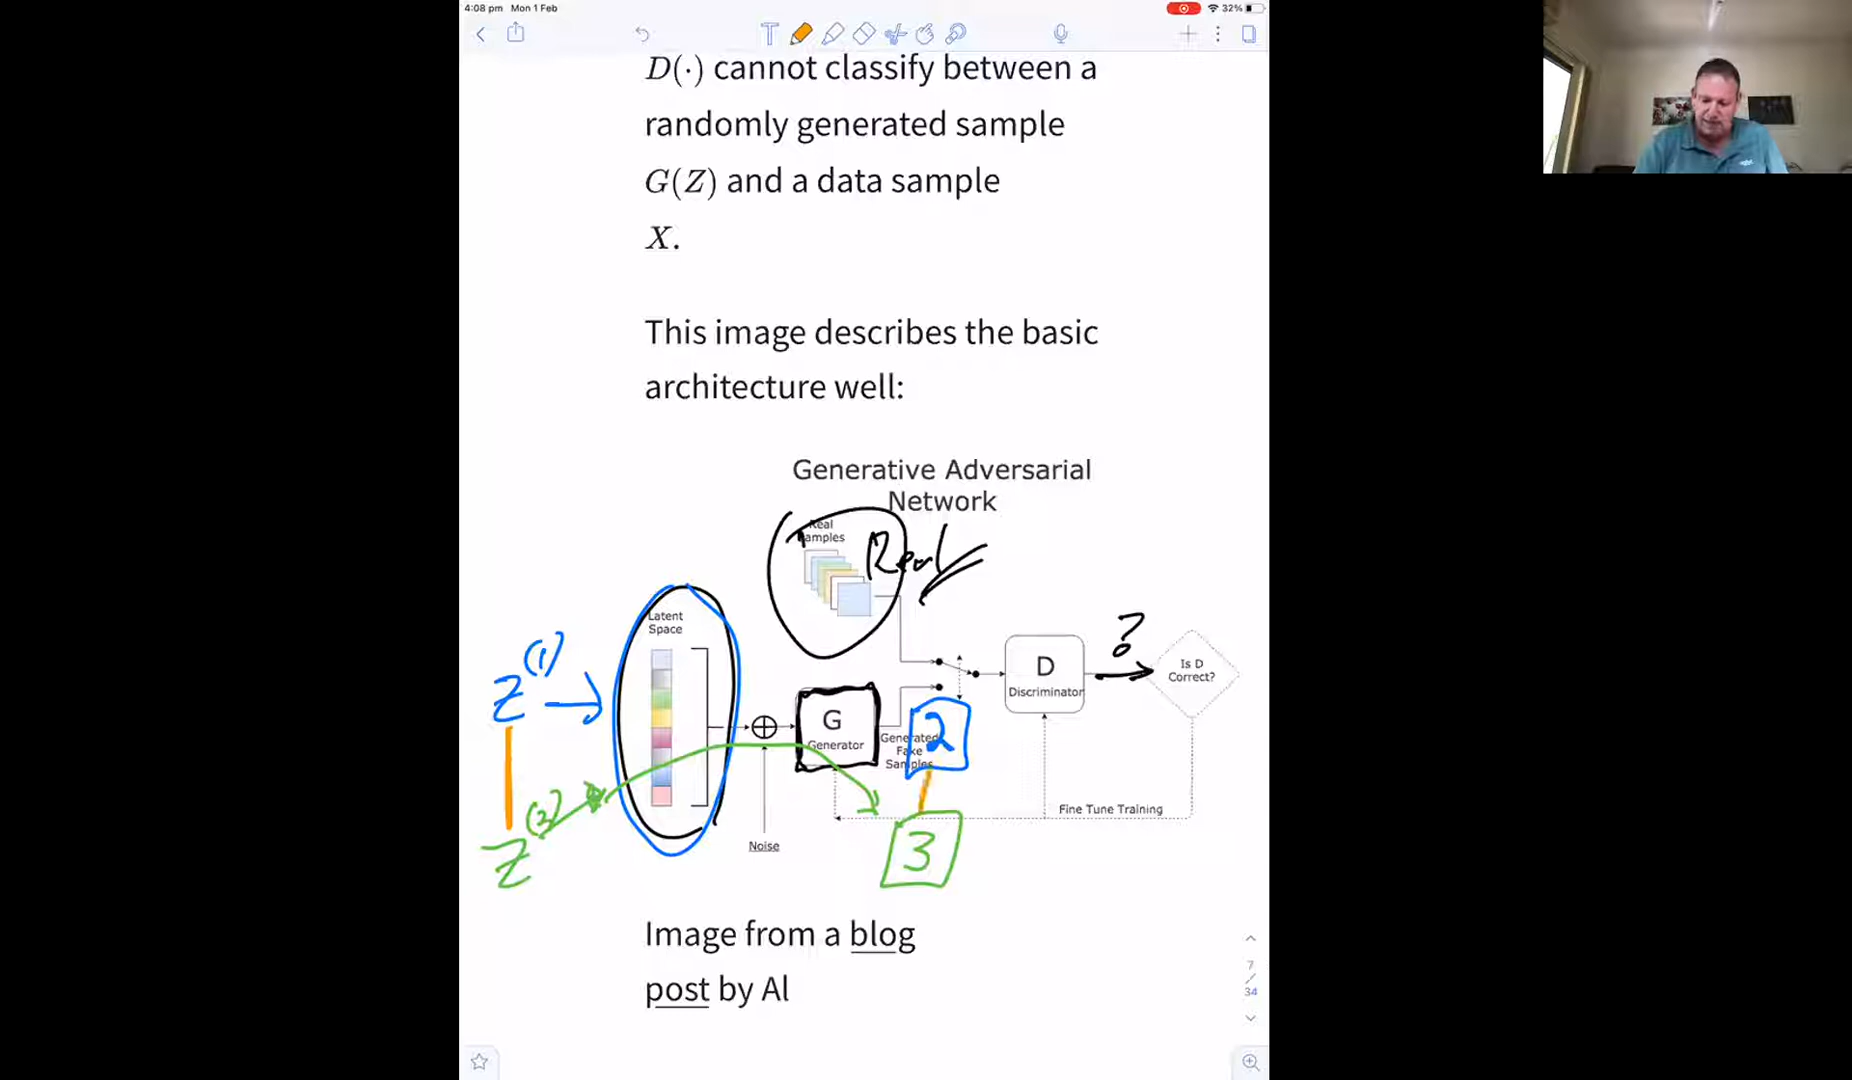 4:08 pm Mon 1 Feb
32%
D(·) cannot classify between a
randomly generated sample
G(Z) and a data sample
X.
This image describes the basic
architecture well:
Generative Adversarial
Network
Real
Samples
Real
Latent
Space
Z(1)
?
D
Discriminator
Is D
Correct?
G
Generator
Generated
Fake
Samples
2
Z(2)
Fine Tune Training
3
Noise
Image from a blog
post by Al
7
/
34